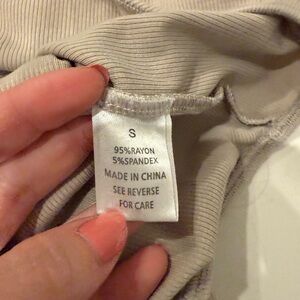 S
95%RAYON
5%SPANDEX
MADE IN CHINA
SEE REVERSE
FOR CARE